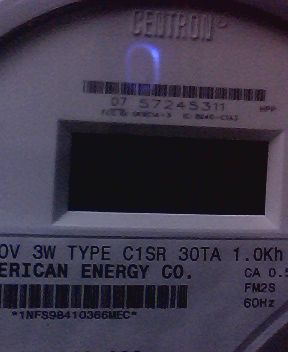 CENTRON®
07 57245311
HPP
0V 3W TYPE C1SR 30TA 1.0Kh
ERICAN ENERGY CO.
CA 0.5
FM2S
60Hz
*1NFS98410366MEC*